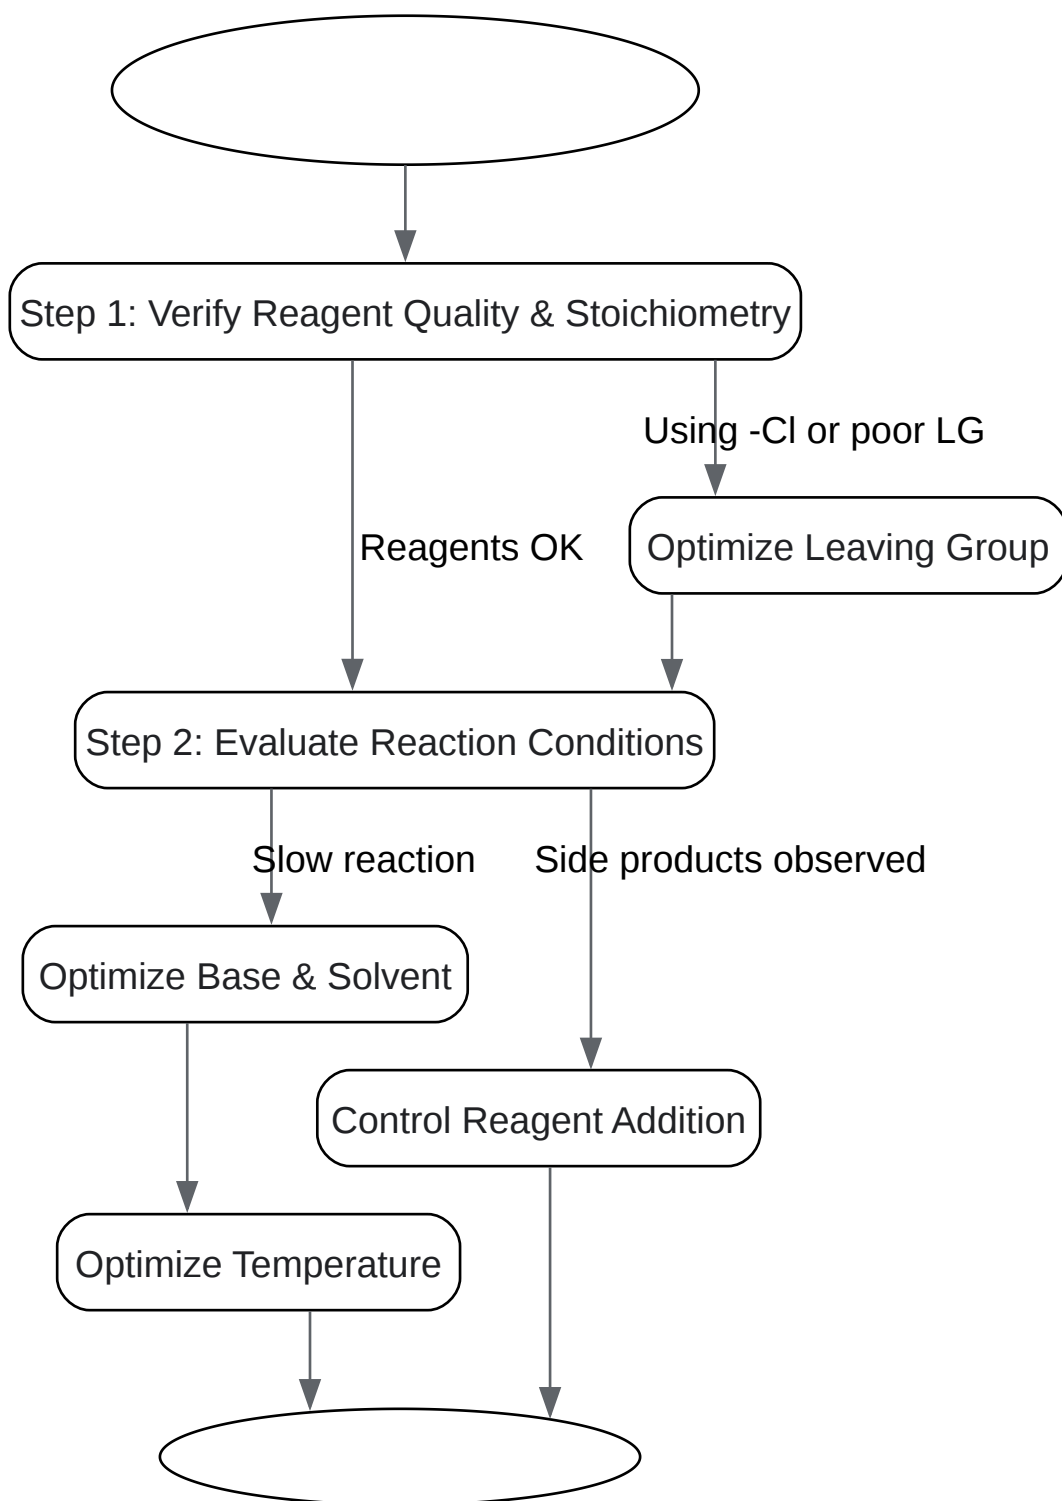 Step 1: Verify Reagent Quality & Stoichiometry
Using -Cl or poor LG
Reagents OK
Optimize Leaving Group
Step 2: Evaluate Reaction Conditions
Slow reaction
Side products observed
Optimize Base & Solvent
Control Reagent Addition
Optimize Temperature